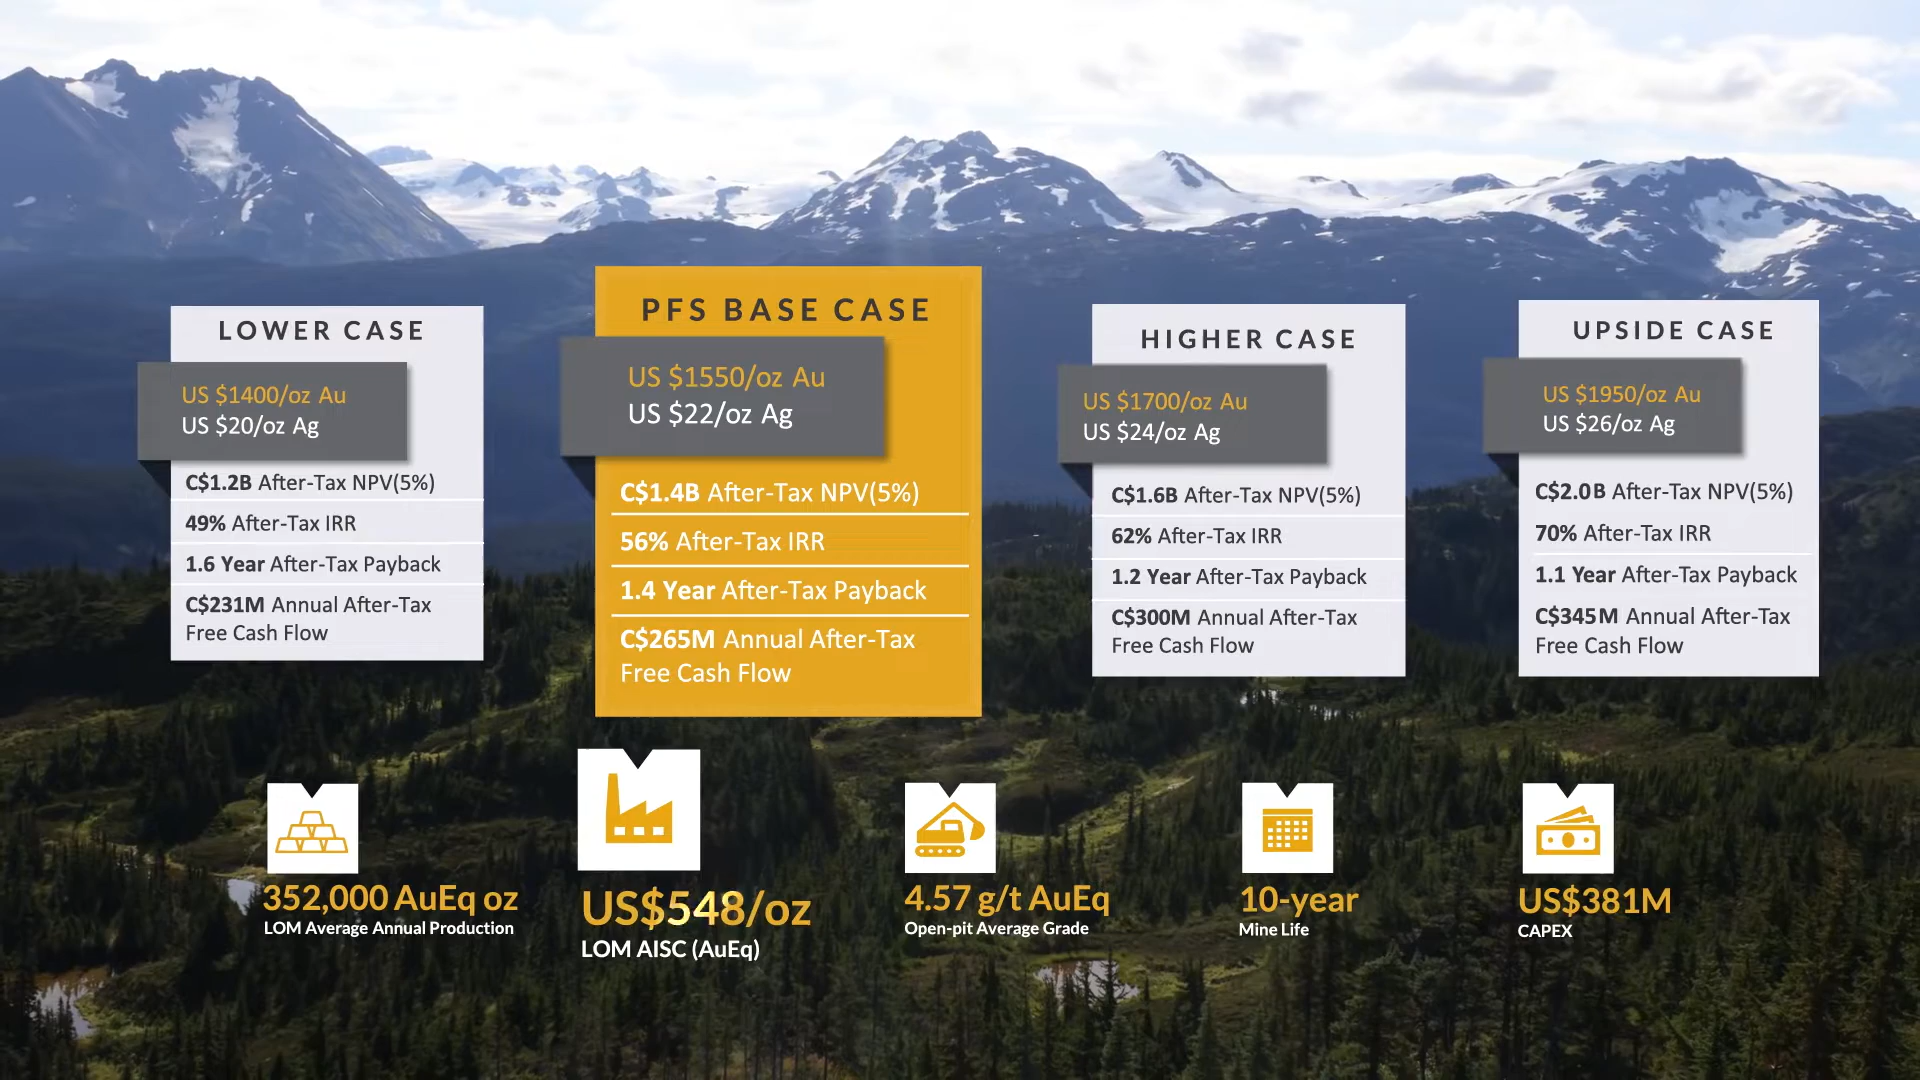 LOWER CASE
US $1400/oz Au
US $20/oz Ag
C$1.2B After-Tax NPV(5%)
49% After-Tax IRR
1.6 Year After-Tax Payback
C$231M Annual After-Tax
Free Cash Flow
PFS BASE CASE
US $1550/oz Au
US $22/oz Ag
C$1.4B After-Tax NPV(5%)
56% After-Tax IRR
1.4 Year After-Tax Payback
C$265M Annual After-Tax
Free Cash Flow
HIGHER CASE
US $1700/oz Au
US $24/oz Ag
C$1.6B After-Tax NPV(5%)
62% After-Tax IRR
1.2 Year After-Tax Payback
C$300M Annual After-Tax
Free Cash Flow
UPSIDE CASE
US $1950/oz Au
US $26/oz Ag
C$2.0B After-Tax NPV(5%)
70% After-Tax IRR
1.1 Year After-Tax Payback
C$345M Annual After-Tax
Free Cash Flow
352,000 AuEq oz
LOM Average Annual Production
US$548/oz
LOM AISC (AuEq)
4.57 g/t AuEq
Open-pit Average Grade
10-year
Mine Life
US$381M
CAPEX